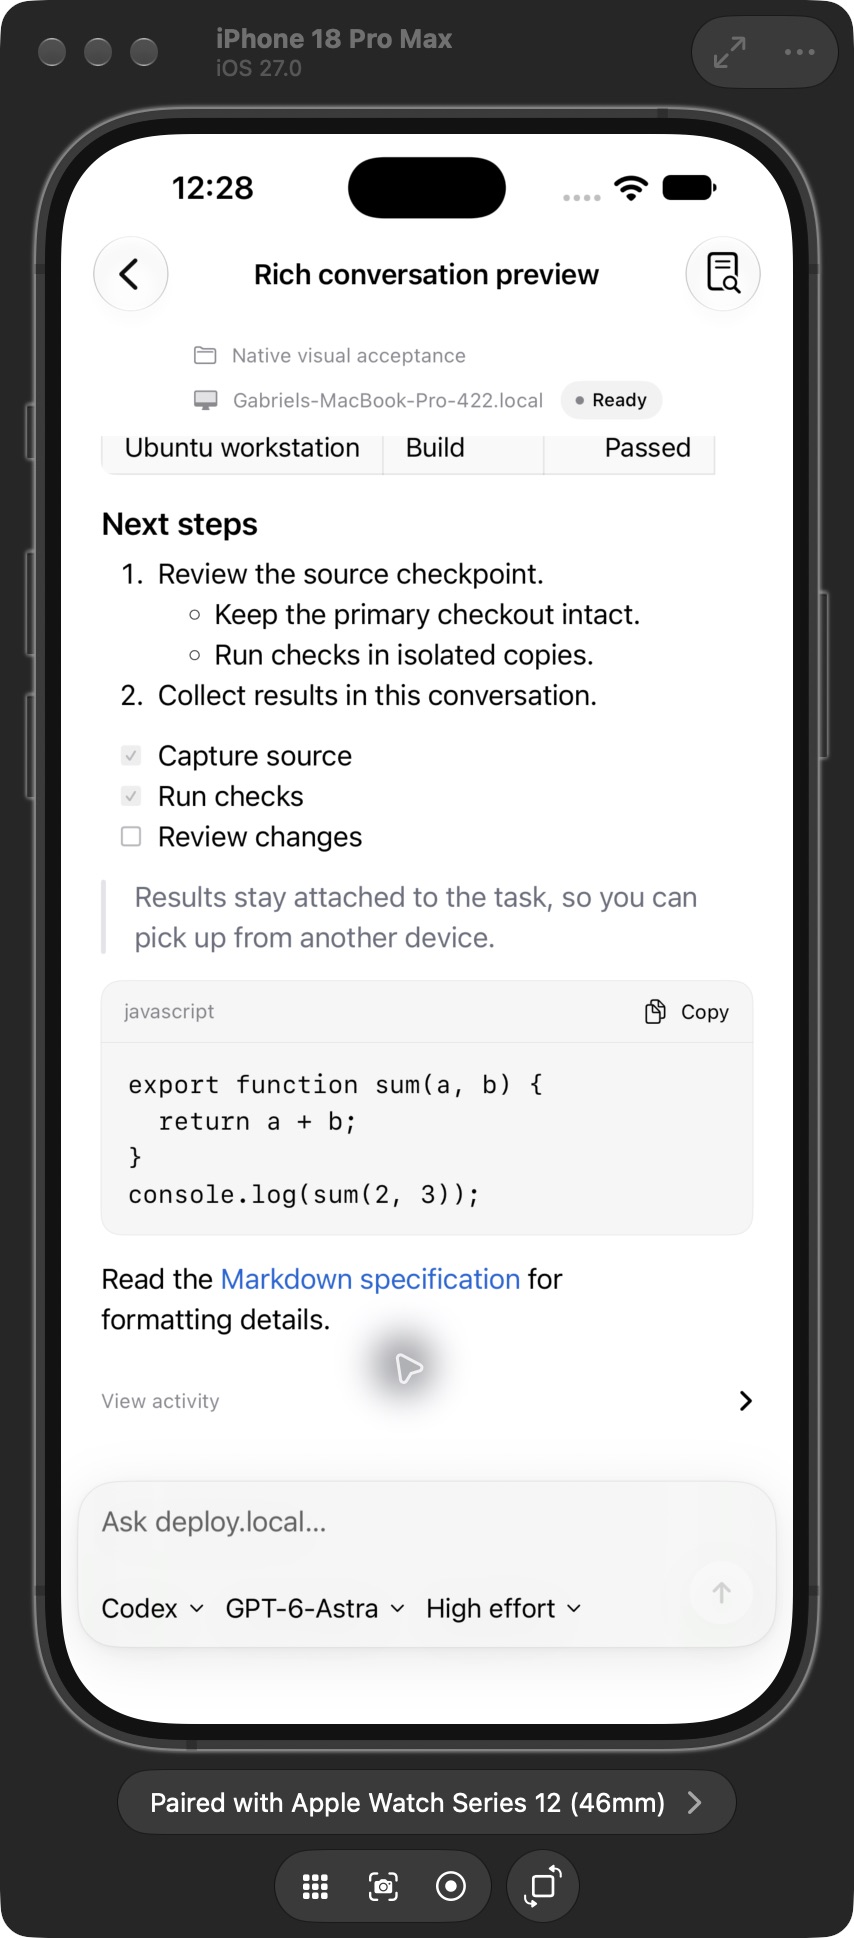 iPhone 18 Pro Max
iOS 27.0
12:28
Rich conversation preview
Native visual acceptance
Gabriels-MacBook-Pro-422.local
Ready
Ubuntu workstation Build Passed
Next steps
1. Review the source checkpoint.
Keep the primary checkout intact.
Run checks in isolated copies.
2. Collect results in this conversation.
Capture source
Run checks
Review changes
Results stay attached to the task, so you can
pick up from another device.
javascript Copy
export function sum(a, b) {
  return a + b;
}
console.log(sum(2, 3));
Read the Markdown specification for
formatting details.
View activity
Ask deploy.local...
Codex GPT-6-Astra High effort
Paired with Apple Watch Series 12 (46mm)